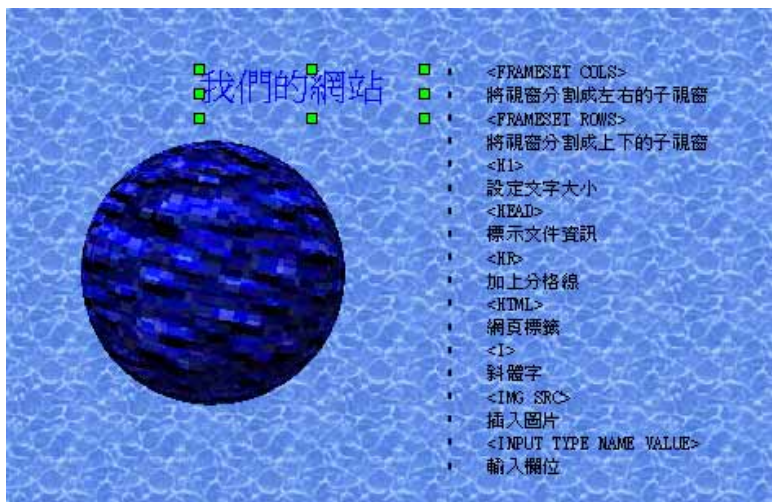 我們的網站
<FRAMESET COLS>
將視窗分割成左右的子視窗
<FRAMESET ROWS>
將視窗分割成上下的子視窗
<H1>
設定文字大小
<HEAD>
標示文件資訊
<HR>
加上分格線
<HTML>
網頁標籤
<I>
斜體字
<IMG SRC>
插入圖片
<INPUT TYPE NAME VALUE>
輸入欄位